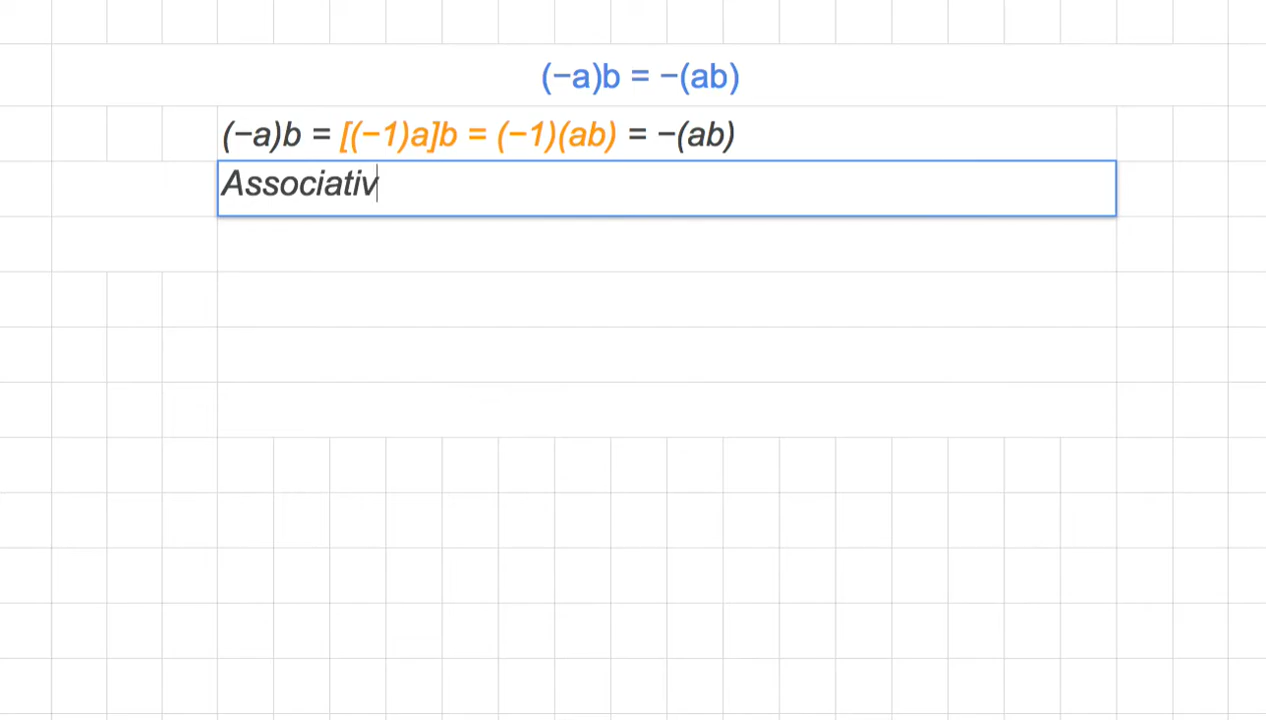 (−a)b = −(ab)
(−a)b = [(−1)a]b = (−1)(ab) = −(ab)
Associativ